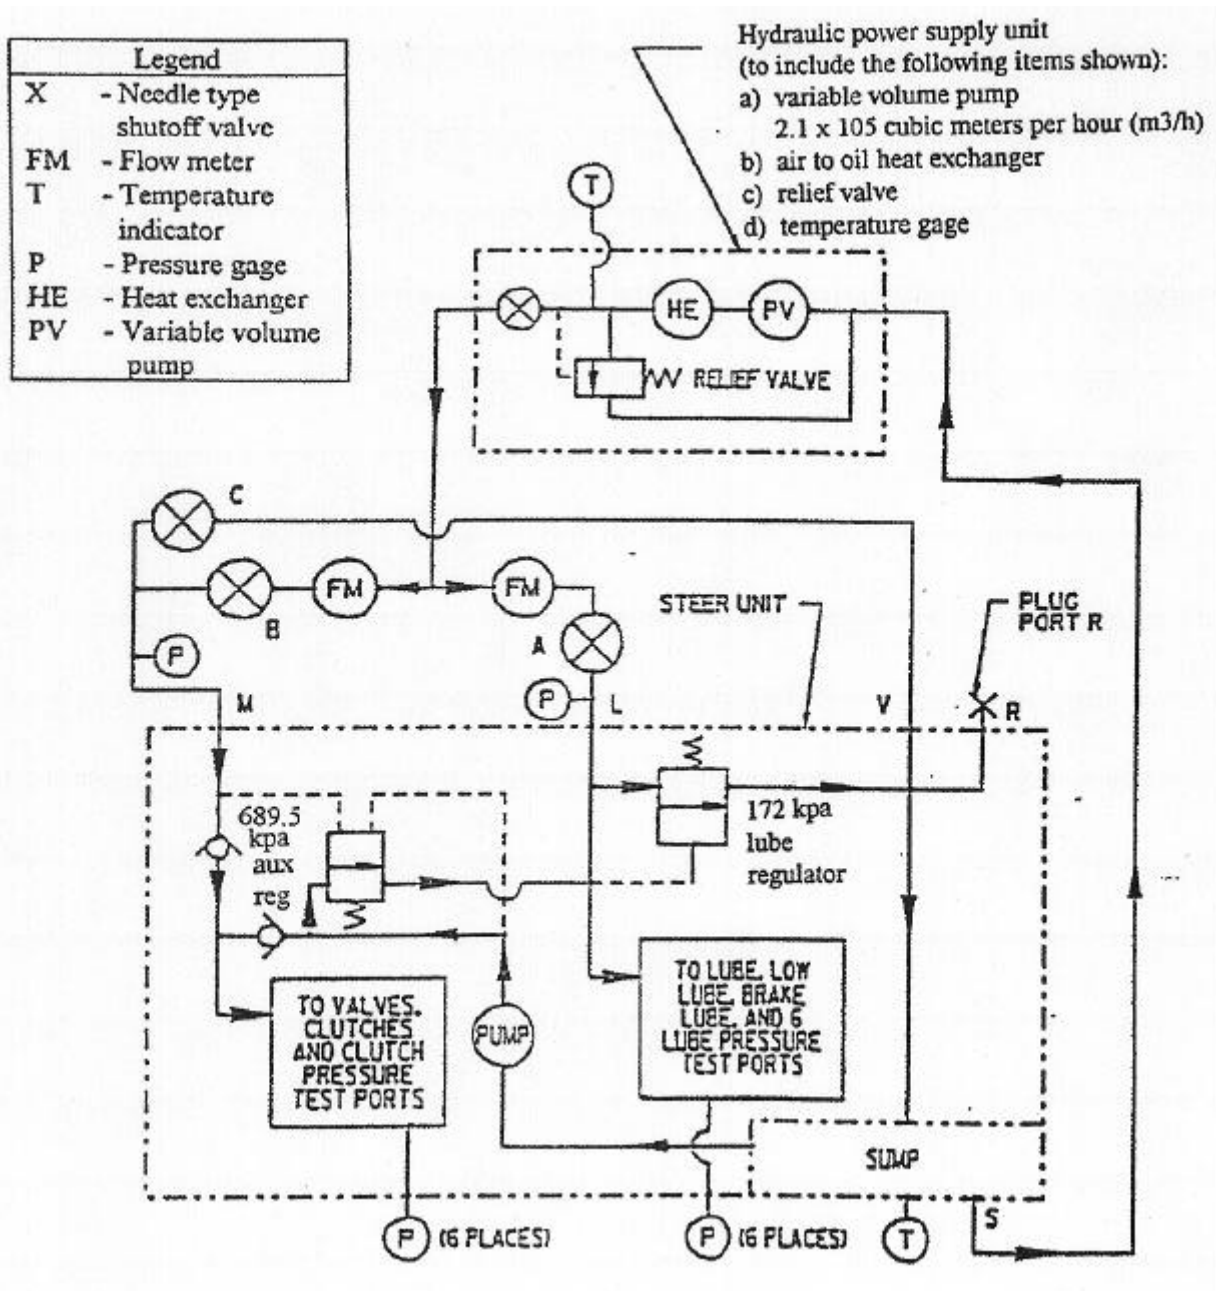 Legend
X - Needle type
shutoff valve
FM - Flow meter
T - Temperature
indicator
P - Pressure gage
HE - Heat exchanger
PV - Variable volume
pump
Hydraulic power supply unit
(to include the following items shown):
a) variable volume pump
2.1 x 105 cubic meters per hour (m3/h)
b) air to oil heat exchanger
c) relief valve
d) temperature gage
T
HE
PV
RELIEF VALVE
C
FM
FM
B
A
P
P
STEER UNIT
PLUG
PORT R
M
L
V
R
689.5
kpa
aux
reg
172 kpa
lube
regulator
TO VALVES,
CLUTCHES
AND CLUTCH
PRESSURE
TEST PORTS
PUMP
TO LUBE, LOW
LUBE, BRAKE
LUBE, AND 6
LUBE PRESSURE
TEST PORTS
SUMP
S
P (6 PLACES)
P (6 PLACES)
T